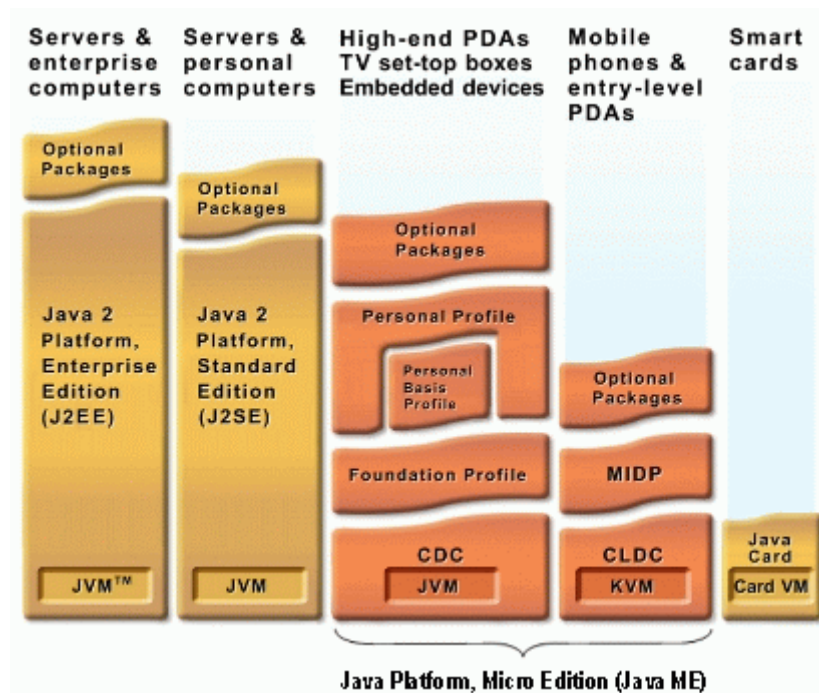 Servers &
enterprise
computers
Servers &
personal
computers
High-end PDAs
TV set-top boxes
Embedded devices
Mobile
phones &
entry-level
PDAs
Smart
cards
Optional
Packages
Java 2
Platform,
Enterprise
Edition
(J2EE)
JVM™
Optional
Packages
Java 2
Platform,
Standard
Edition
(J2SE)
JVM
Optional
Packages
Personal Profile
Personal
Basis
Profile
Foundation Profile
CDC
JVM
Optional
Packages
MIDP
CLDC
KVM
Java
Card
Card VM
Java Platform, Micro Edition (Java ME)